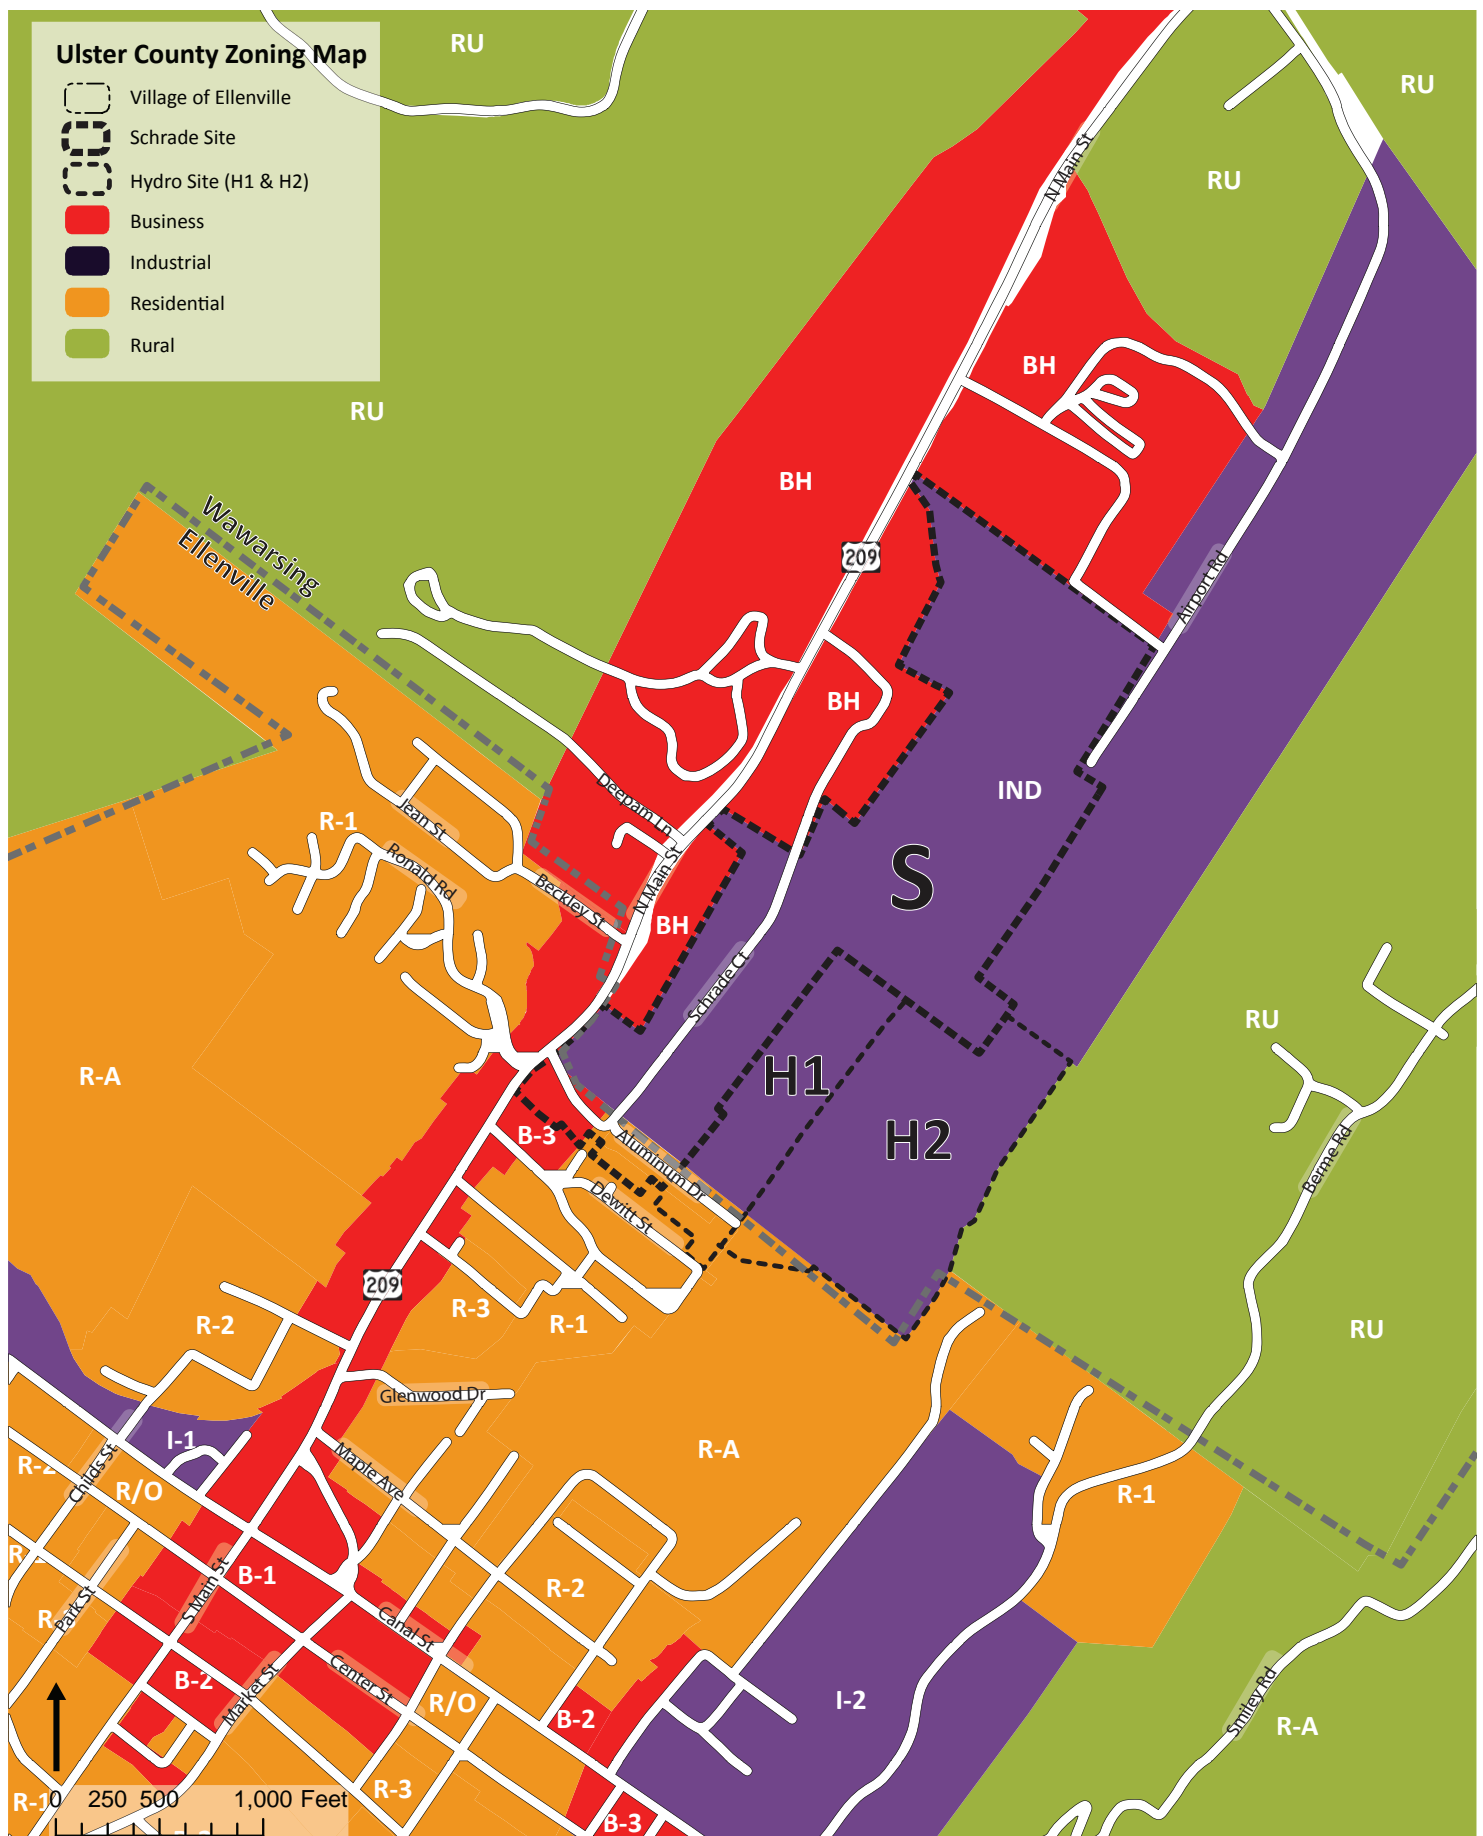 Ulster County Zoning Map
Village of Ellenville
Schrade Site
Hydro Site (H1 & H2)
Business
Industrial
Residential
Rural
RU
RU
RU
N Main St
RU
BH
BH
209
Wawarsing
Ellenville
Airport Rd
BH
IND
Deepam Ln
Jean St
R-1
Ronald Rd
Beckley St
N Main St
BH
S
Schrade Ct
RU
H1
H2
R-A
B-3
Aluminum Dr
Dewitt St
Berme Rd
209
R-3
R-1
R-2
RU
Glenwood Dr
I-1
R-A
Maple Ave
Childs St
R/O
R-1
B-1
R-2
S Main St
Park St
Canal St
Center St
Market St
B-2
R/O
B-2
I-2
Smiley Rd
R-A
R-3
R-1
B-3
0 250 500 1,000 Feet